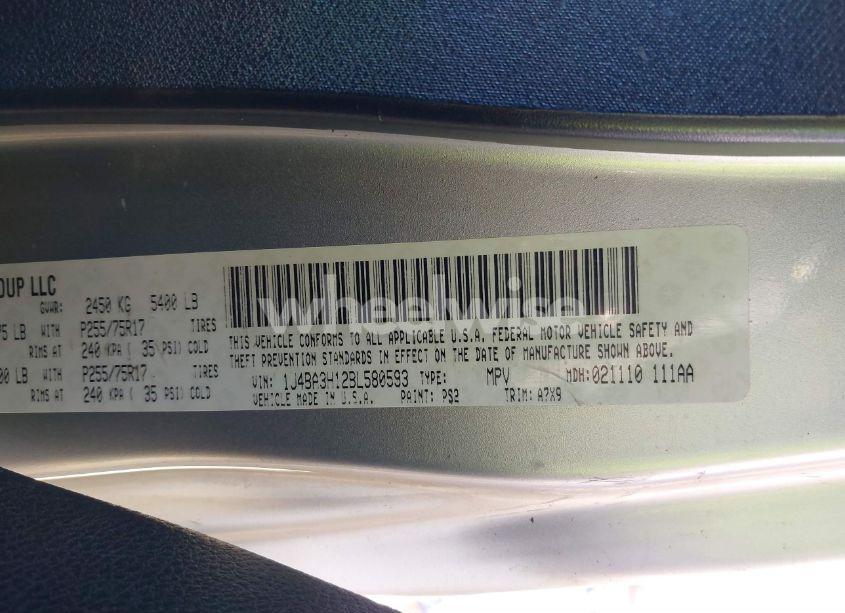 OUP LLC
GVWR: 2450 KG 5400 LB
75 LB WITH P255/75R17 TIRES
RIMS AT 240 KPA ( 35 PSI) COLD
00 LB WITH P255/75R17 TIRES
RIMS AT 240 KPA ( 35 PSI) COLD
wheelwise
THIS VEHICLE CONFORMS TO ALL APPLICABLE U.S.A. FEDERAL MOTOR VEHICLE SAFETY AND
THEFT PREVENTION STANDARDS IN EFFECT ON THE DATE OF MANUFACTURE SHOWN ABOVE.
VIN: 1J4BA3H12BL580593 TYPE: MPV MDH:021110 111AA
VEHICLE MADE IN U.S.A. PAINT: PS2 TRIM: A7X9